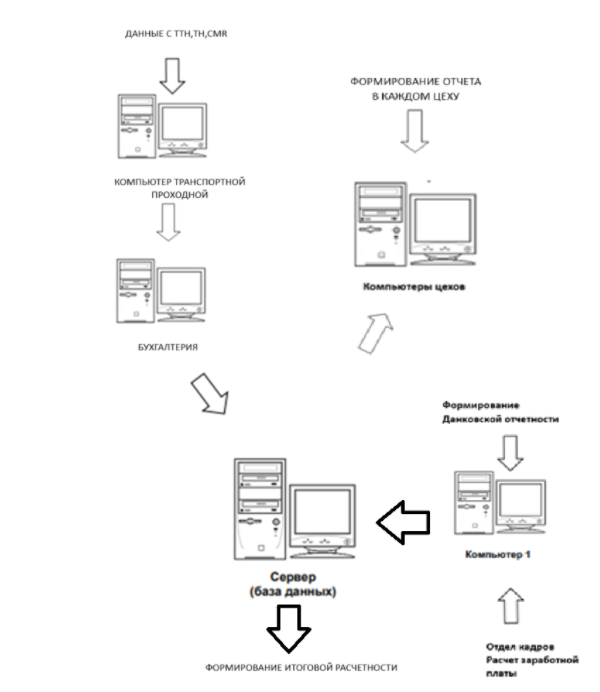 ДАННЫЕ С ТТН,ТН,CMR
ФОРМИРОВАНИЕ ОТЧЕТА
В КАЖДОМ ЦЕХУ
КОМПЬЮТЕР ТРАНСПОРТНОЙ
ПРОХОДНОЙ
Компьютеры цехов
БУХГАЛТЕРИЯ
Формирование
Данковской отчетности
Компьютер 1
Сервер
(база данных)
Отдел кадров
Расчет заработной
платы
ФОРМИРОВАНИЕ ИТОГОВОЙ РАСЧЕТНОСТИ